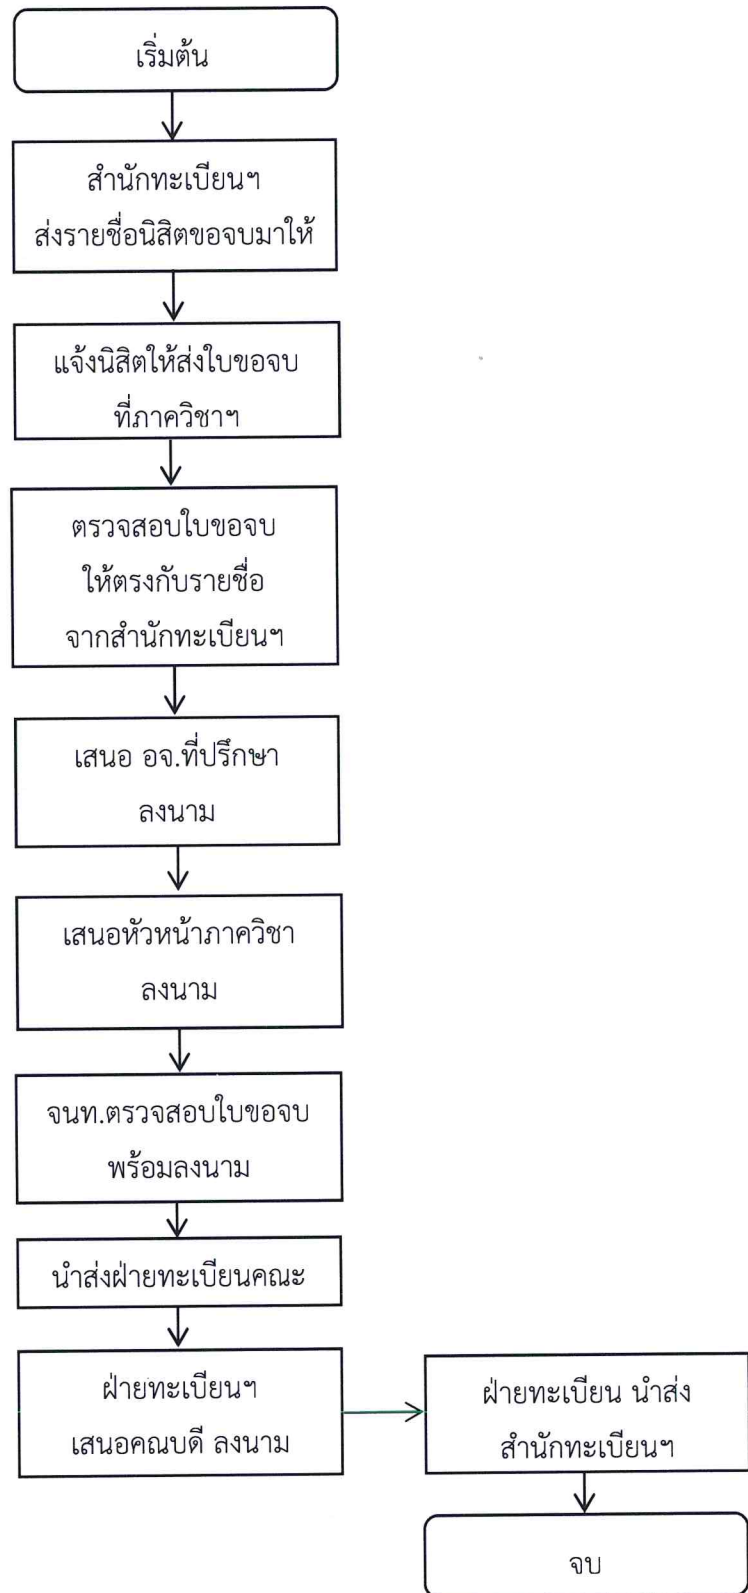 เริ่มต้น
สำนักทะเบียนฯ
ส่งรายชื่อนิสิตขอจบมาให้
แจ้งนิสิตให้ส่งใบขอจบ
ที่ภาควิชาฯ
ตรวจสอบใบขอจบ
ให้ตรงกับรายชื่อ
จากสำนักทะเบียนฯ
เสนอ อจ.ที่ปรึกษา
ลงนาม
เสนอหัวหน้าภาควิชา
ลงนาม
จนท.ตรวจสอบใบขอจบ
พร้อมลงนาม
นำส่งฝ่ายทะเบียนคณะ
ฝ่ายทะเบียนฯ
เสนอคณบดี ลงนาม
ฝ่ายทะเบียน นำส่ง
สำนักทะเบียนฯ
จบ